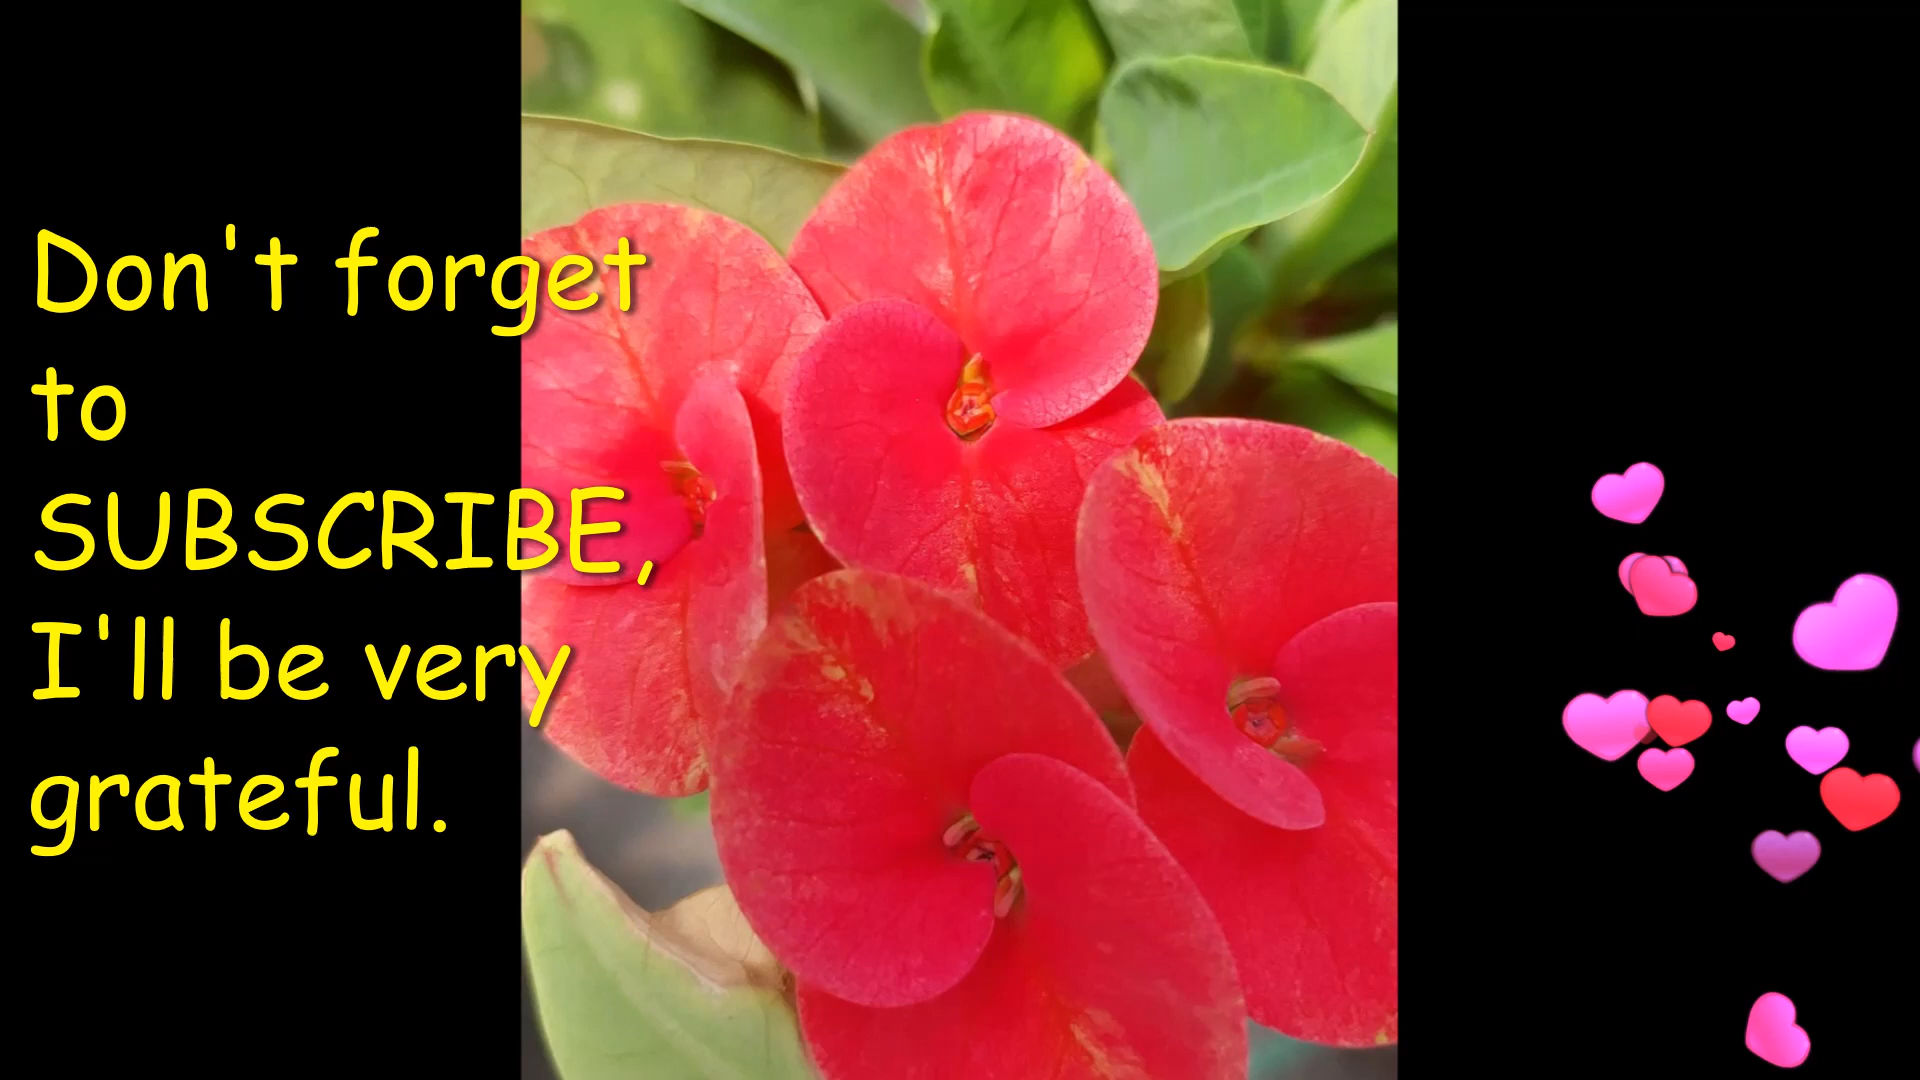 Don't forget
to
SUBSCRIBE,
I'll be very
grateful.